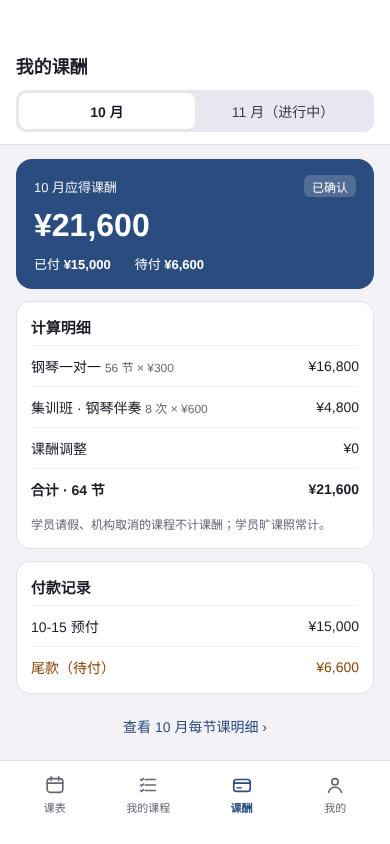 我的课酬
10 月
11 月（进行中）
10 月应得课酬
已确认
¥21,600
已付 ¥15,000 待付 ¥6,600
计算明细
钢琴一对一 56 节 × ¥300 ¥16,800
集训班 · 钢琴伴奏 8 次 × ¥600 ¥4,800
课酬调整 ¥0
合计 · 64 节 ¥21,600
学员请假、机构取消的课程不计课酬；学员旷课照常计。
付款记录
10-15 预付 ¥15,000
尾款（待付） ¥6,600
查看 10 月每节课明细 ›
课表
我的课程
课酬
我的